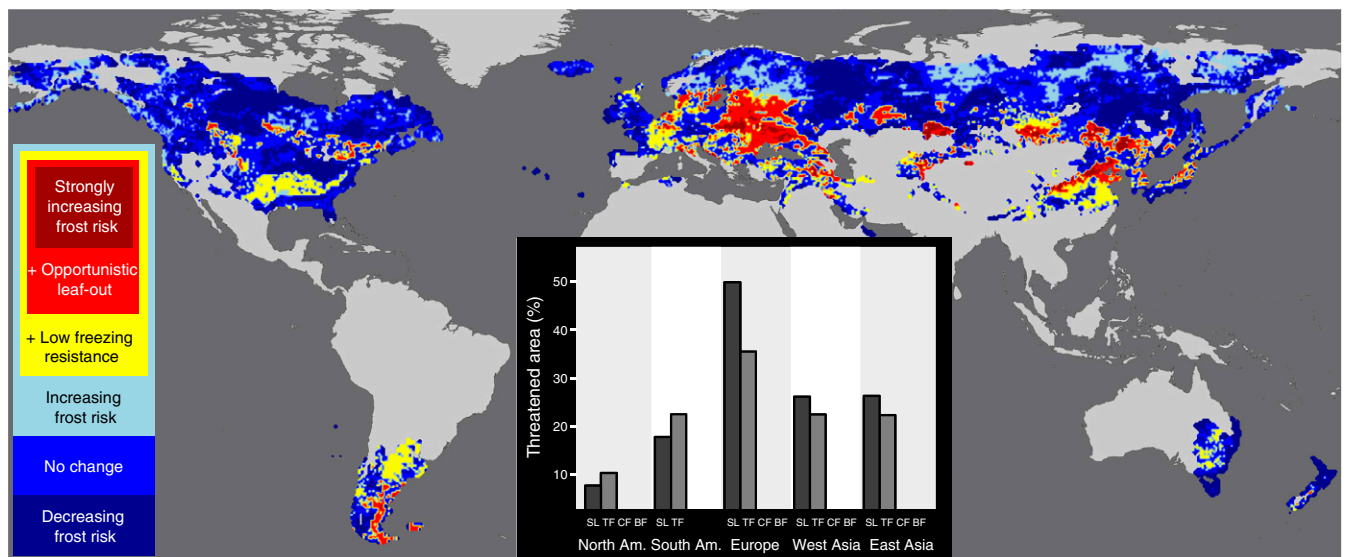 Strongly
increasing
frost risk
+ Opportunistic
leaf-out
+ Low freezing
resistance
Increasing
frost risk
No change
Decreasing
frost risk
Threatened area (%)
50
40
30
20
10
SL TF CF BF SL TF SL TF CF BF SL TF CF BF SL TF CF BF
North Am. South Am. Europe West Asia East Asia